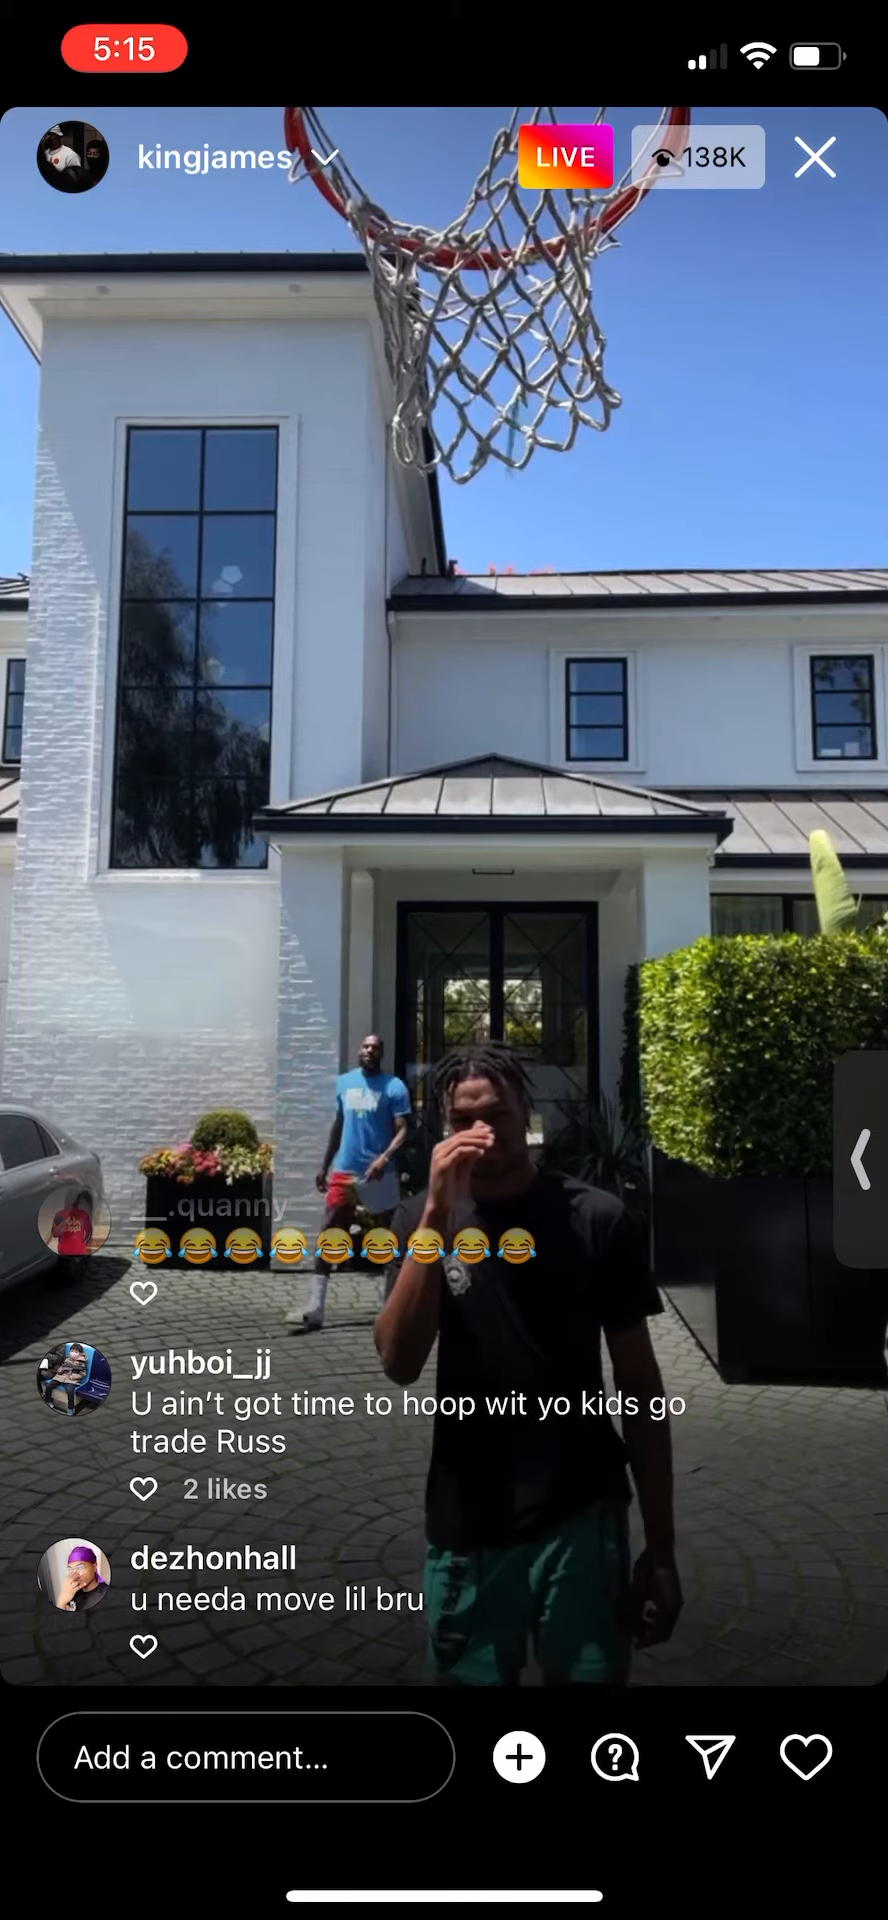 5:15
kingjames
LIVE
138K
__.quanny
😂😂😂😂😂😂😂😂😂
yuhboi_jj
U ain’t got time to hoop wit yo kids go
trade Russ
2 likes
dezhonhall
u needa move lil bru
Add a comment...